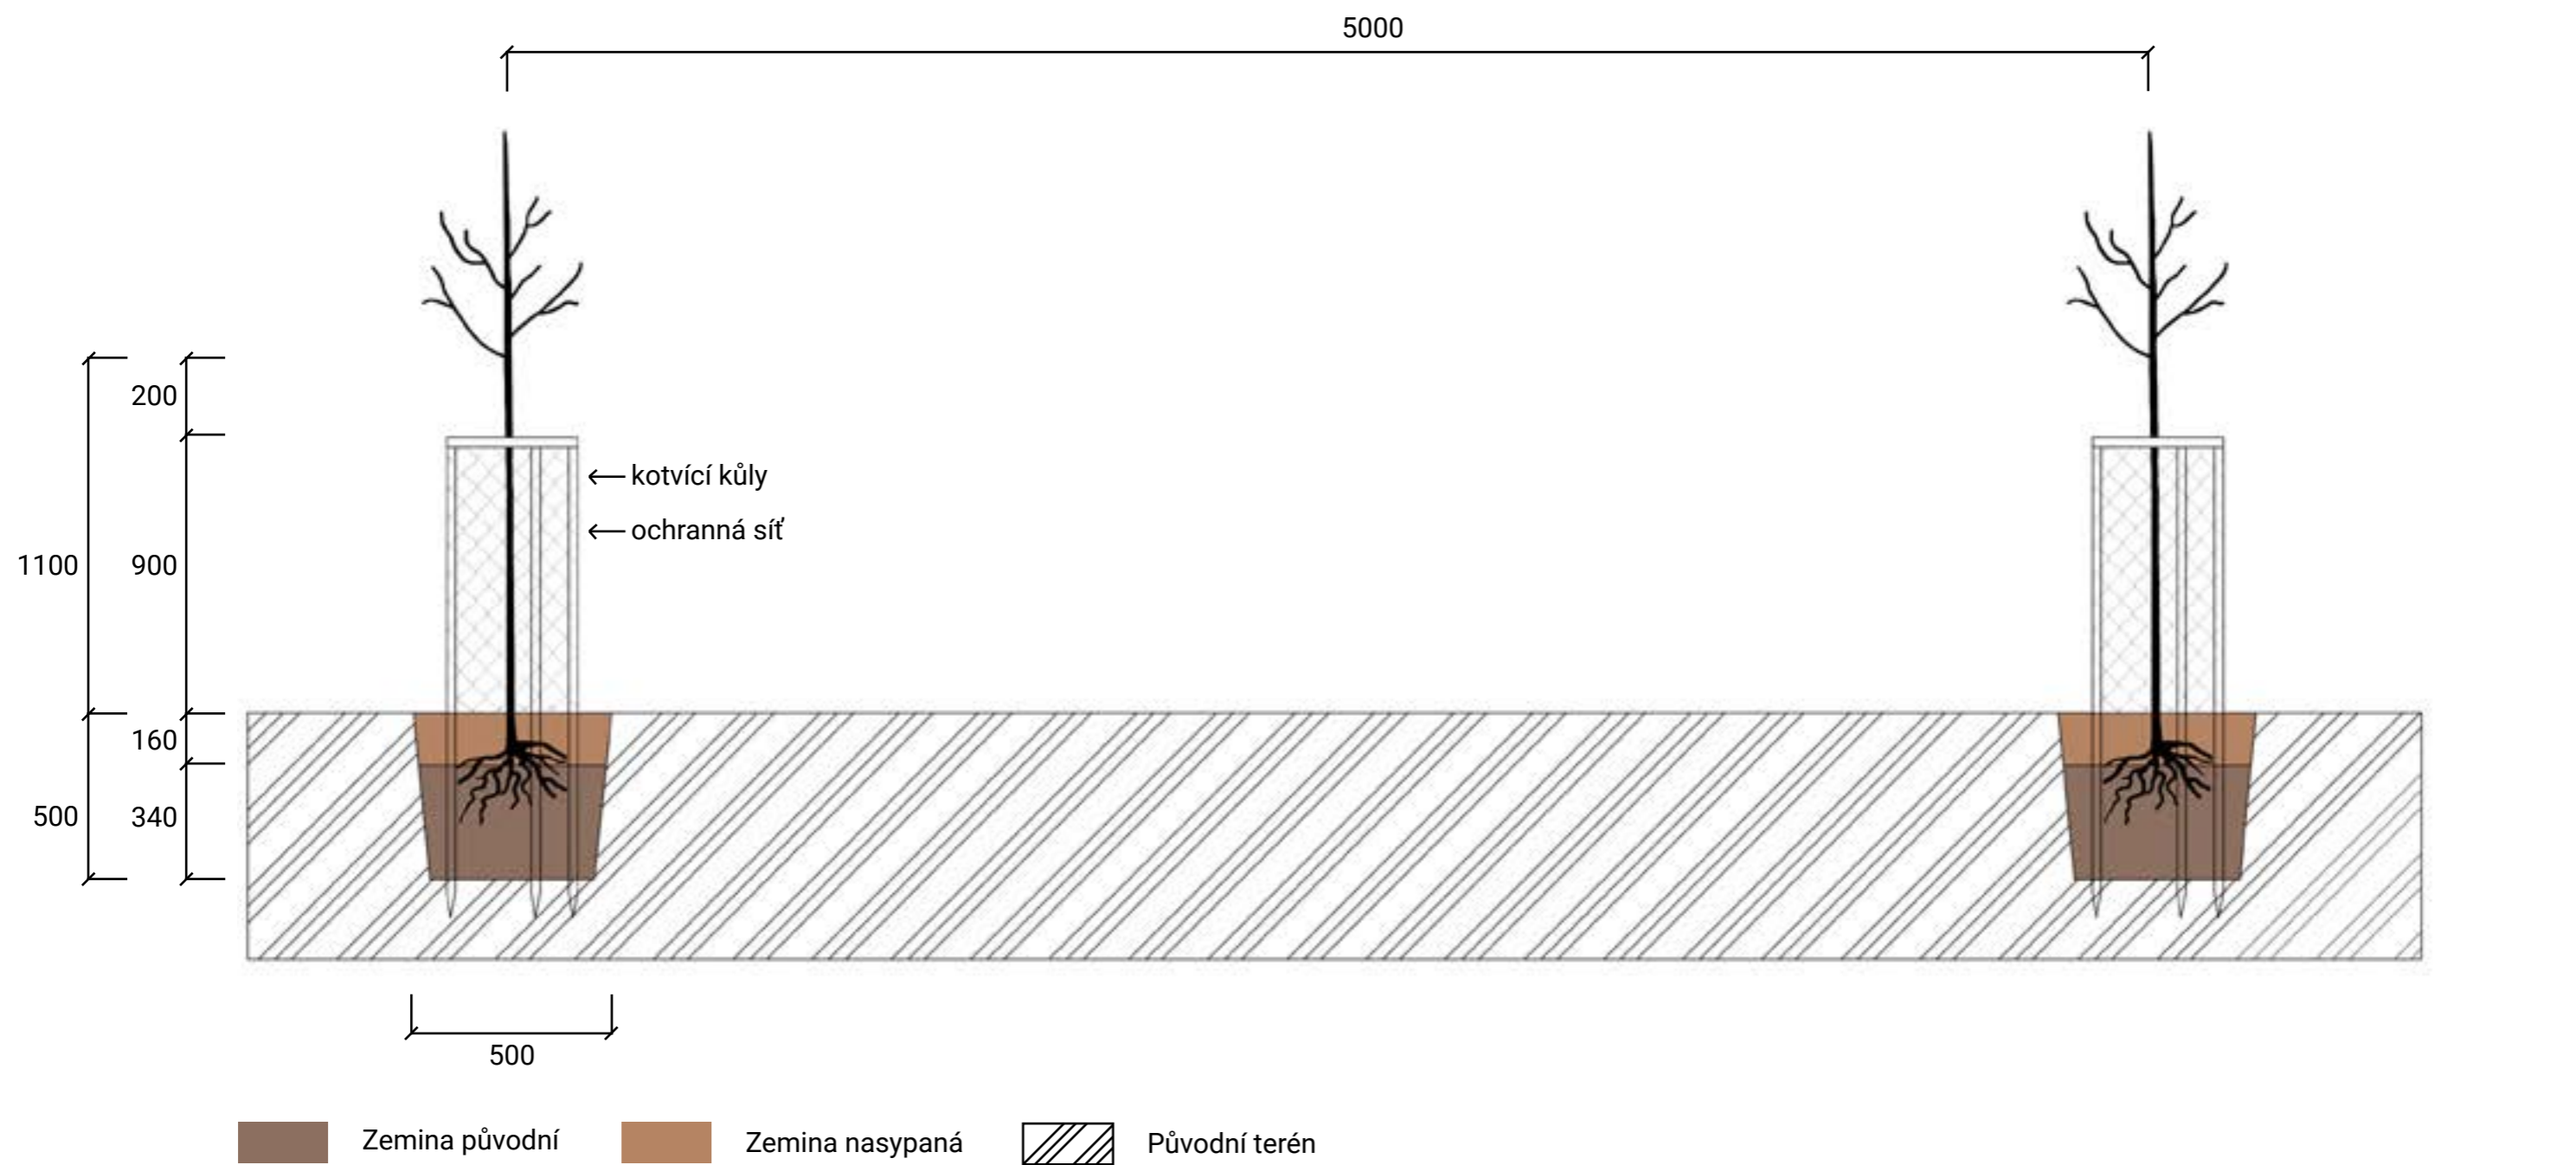 5000
200
kotvící kůly
ochranná síť
1100
900
160
500
340
500
Zemina původní
Zemina nasypaná
Původní terén